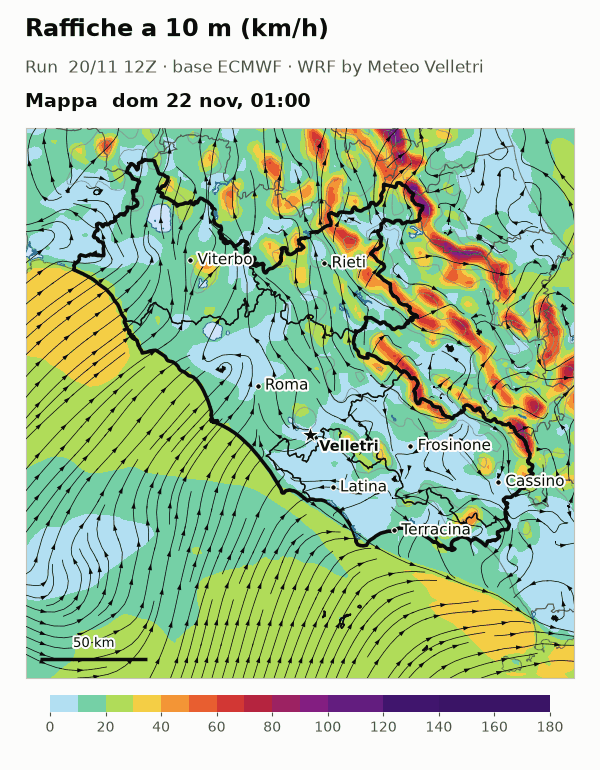 Raffiche a 10 m (km/h)
Run  20/11 12Z · base ECMWF · WRF by Meteo Velletri
Mappa  dom 22 nov, 01:00
Viterbo
Rieti
Roma
Velletri
Frosinone
Cassino
Latina
Terracina
50 km
0 20 40 60 80 100 120 140 160 180